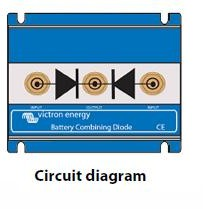 INPUT OUTPUT INPUT
victron energy
Battery Combining Diode CE
Circuit diagram